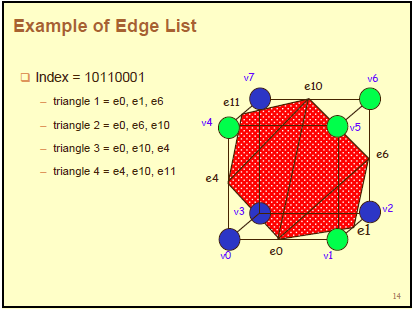 Example of Edge List
Index = 10110001
– triangle 1 = e0, e1, e6
– triangle 2 = e0, e6, e10
– triangle 3 = e0, e10, e4
– triangle 4 = e4, e10, e11
v7
e10
v6
e11
v4
v5
e6
e4
v3
v2
e1
v0
e0
v1
14